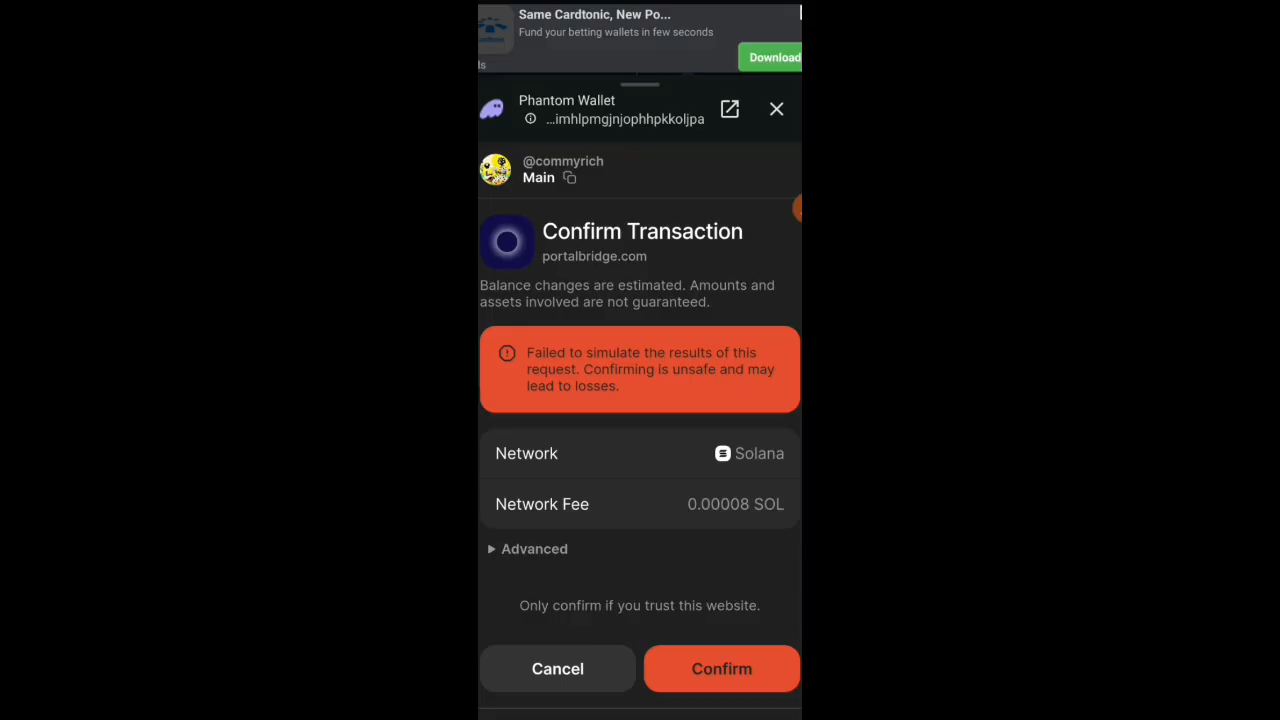 Same Cardtonic, New Po...
Fund your betting wallets in few seconds
ls
Download
Phantom Wallet
...imhlpmgjnjophhpkkoljpa
@commyrich
Main
Confirm Transaction
portalbridge.com
Balance changes are estimated. Amounts and
assets involved are not guaranteed.
Failed to simulate the results of this
request. Confirming is unsafe and may
lead to losses.
Network
Solana
Network Fee
0.00008 SOL
Advanced
Only confirm if you trust this website.
Cancel
Confirm